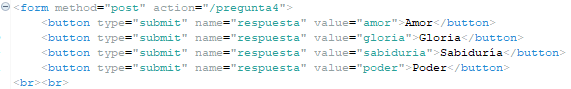 <form method="post" action="/pregunta4">
<button type="submit" name="respuesta" value="amor">Amor</button>
<button type="submit" name="respuesta" value="gloria">Gloria</button>
<button type="submit" name="respuesta" value="sabiduria">Sabiduría</button>
<button type="submit" name="respuesta" value="poder">Poder</button>
<br><br>